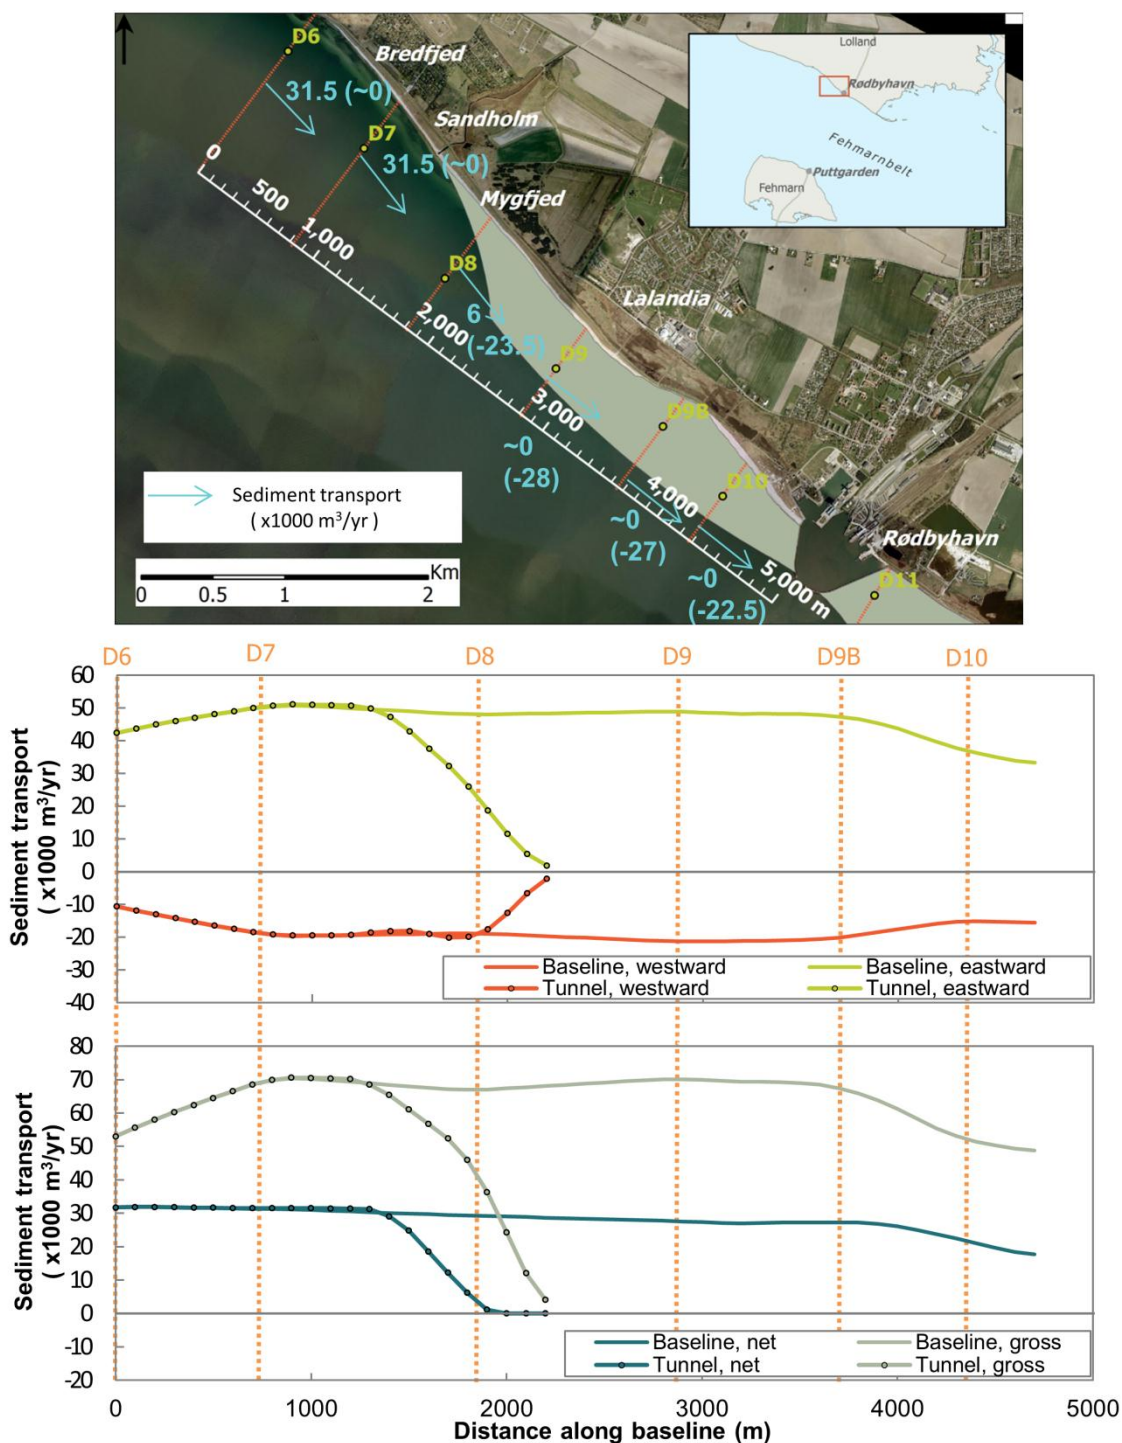 D6
Bredfjed
31.5 (~0)
Lolland
Rødbyhavn
Fehmarnbelt
Puttgarden
Fehmarn
Sandholm
D7
31.5 (~0)
Mygfjed
0
500
1,000
D8
6
(-23.5)
Lalandia
2,000
D9
3,000
~0
(-28)
D9B
D10
4,000
~0
(-27)
Rødbyhavn
5,000 m
~0
(-22.5)
D11
Sediment transport
( x1000 m³/yr )
Km
0 0.5 1 2
D6 D7 D8 D9 D9B D10
Sediment transport
( x1000 m³/yr)
60
50
40
30
20
10
0
-10
-20
-30
-40
Baseline, westward Baseline, eastward
Tunnel, westward Tunnel, eastward
Sediment transport
( x1000 m³/yr)
80
70
60
50
40
30
20
10
0
-10
-20
Baseline, net Baseline, gross
Tunnel, net Tunnel, gross
0 1000 2000 3000 4000 5000
Distance along baseline (m)